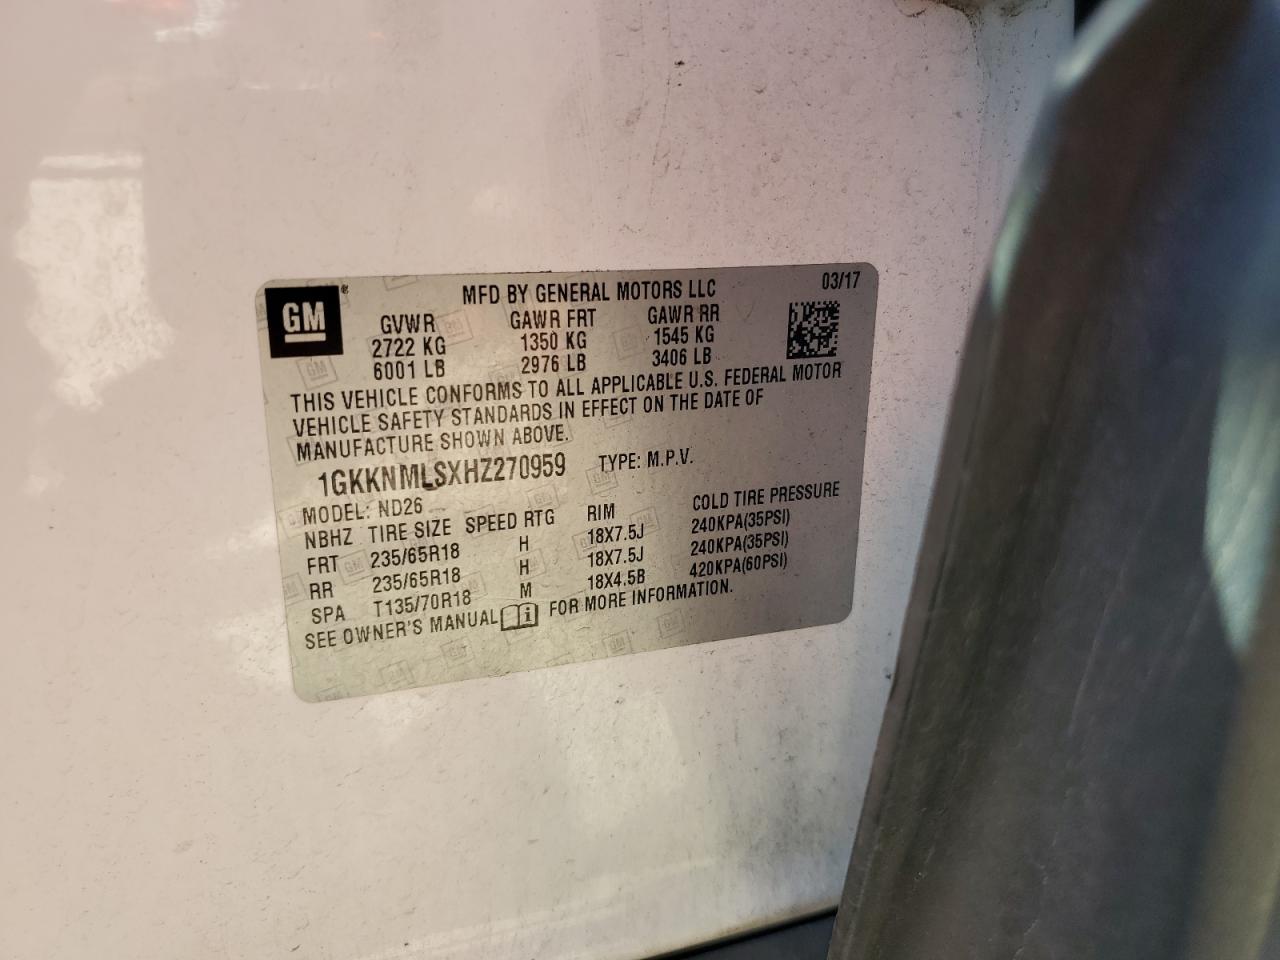 GM®
MFD BY GENERAL MOTORS LLC 03/17
GVWR GAWR FRT GAWR RR
2722 KG 1350 KG 1545 KG
6001 LB 2976 LB 3406 LB
THIS VEHICLE CONFORMS TO ALL APPLICABLE U.S. FEDERAL MOTOR
VEHICLE SAFETY STANDARDS IN EFFECT ON THE DATE OF
MANUFACTURE SHOWN ABOVE.
1GKKNMLSXHZ270959 TYPE: M.P.V.
MODEL: ND26
NBHZ TIRE SIZE SPEED RTG RIM COLD TIRE PRESSURE
FRT 235/65R18 H 18X7.5J 240KPA(35PSI)
RR 235/65R18 H 18X7.5J 240KPA(35PSI)
SPA T135/70R18 M 18X4.5B 420KPA(60PSI)
SEE OWNER'S MANUAL i FOR MORE INFORMATION.